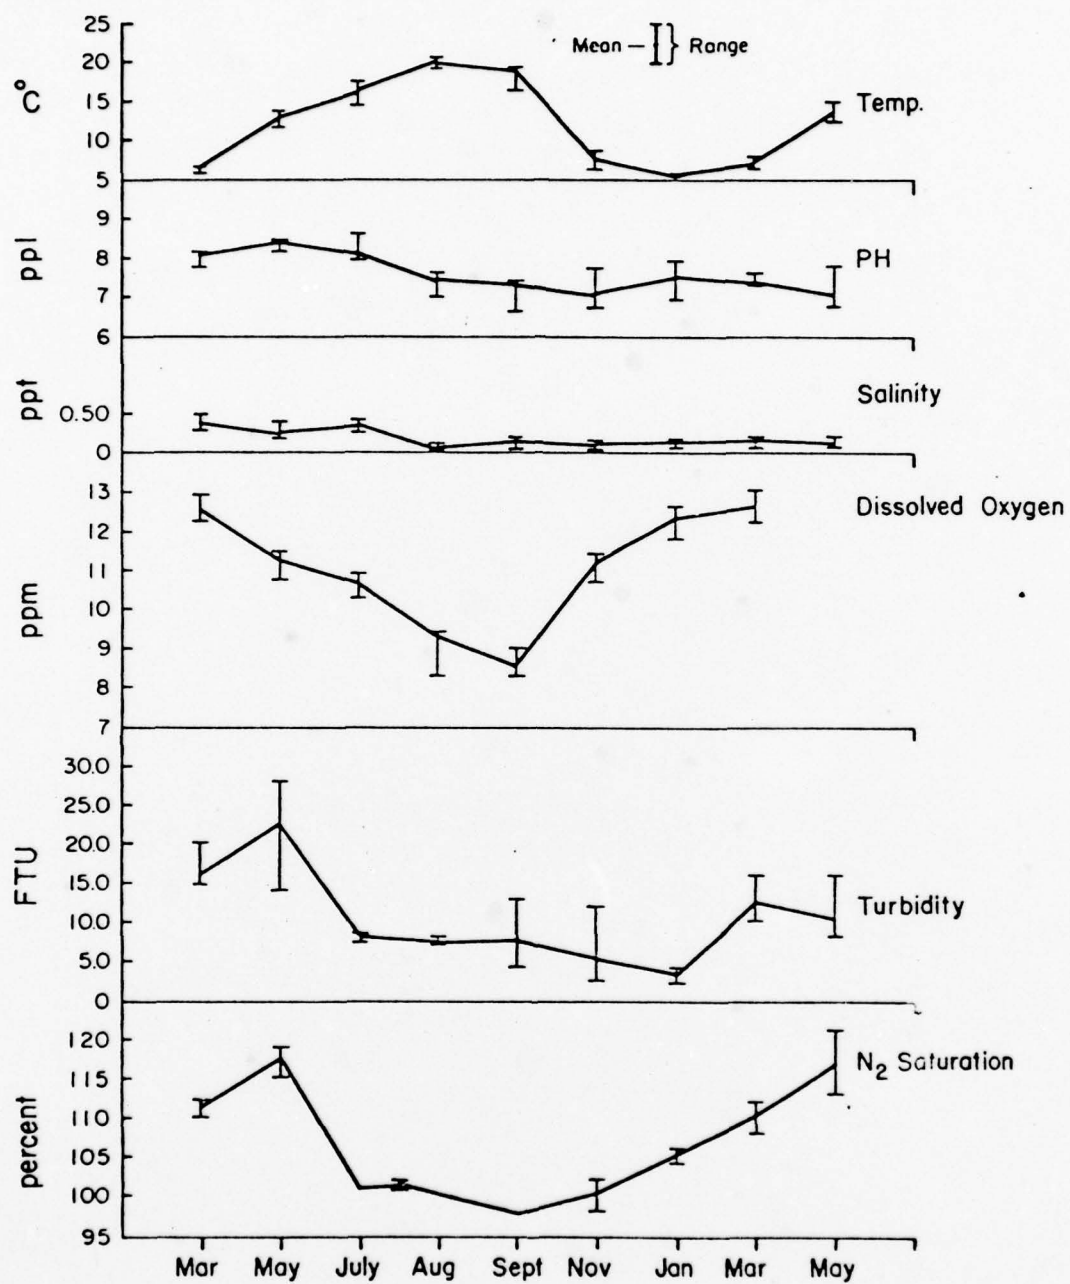 25
Mean – } Range
20
°C
15
Temp.
10
5
9
ppl
8
PH
7
6
ppt
Salinity
0.50
0
13
Dissolved Oxygen
12
11
ppm
10
9
8
7
30.0
25.0
20.0
FTU
15.0
10.0
Turbidity
5.0
0
120
N₂ Saturation
115
percent
110
105
100
95
Mar May July Aug Sept Nov Jan Mar May